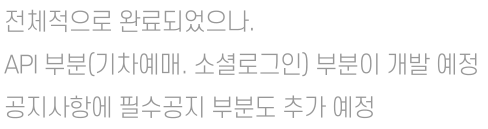 전체적으로 완료되었으나.
API 부분(기차예매. 소셜로그인) 부분이 개발 예정
공지사항에 필수공지 부분도 추가 예정